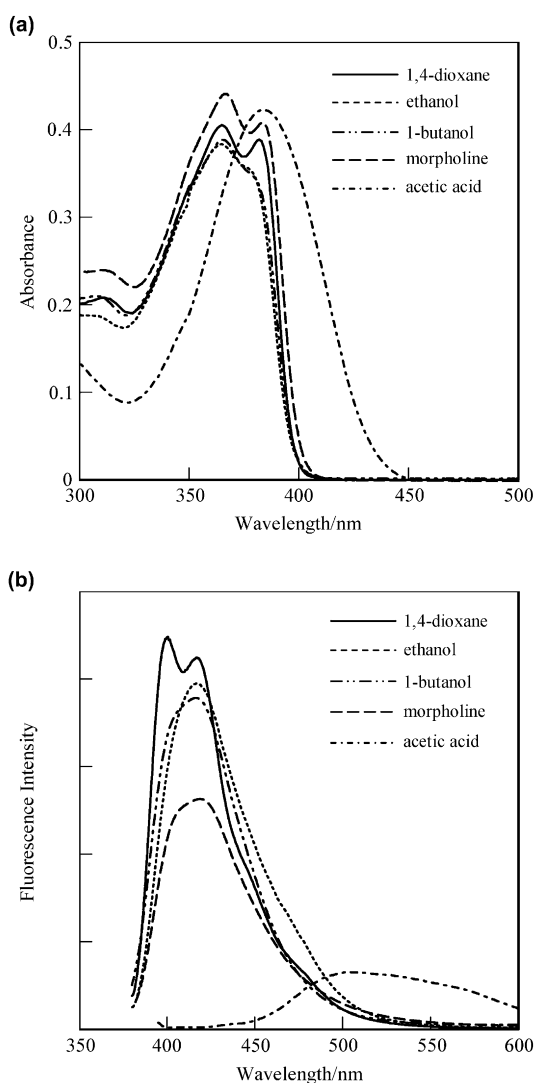 (a)
0.5
0.4
0.3
0.2
0.1
0
Absorbance
1,4-dioxane
ethanol
1-butanol
morpholine
acetic acid
300 350 400 450 500
Wavelength/nm
(b)
Fluorescence Intensity
1,4-dioxane
ethanol
1-butanol
morpholine
acetic acid
350 400 450 500 550 600
Wavelength/nm